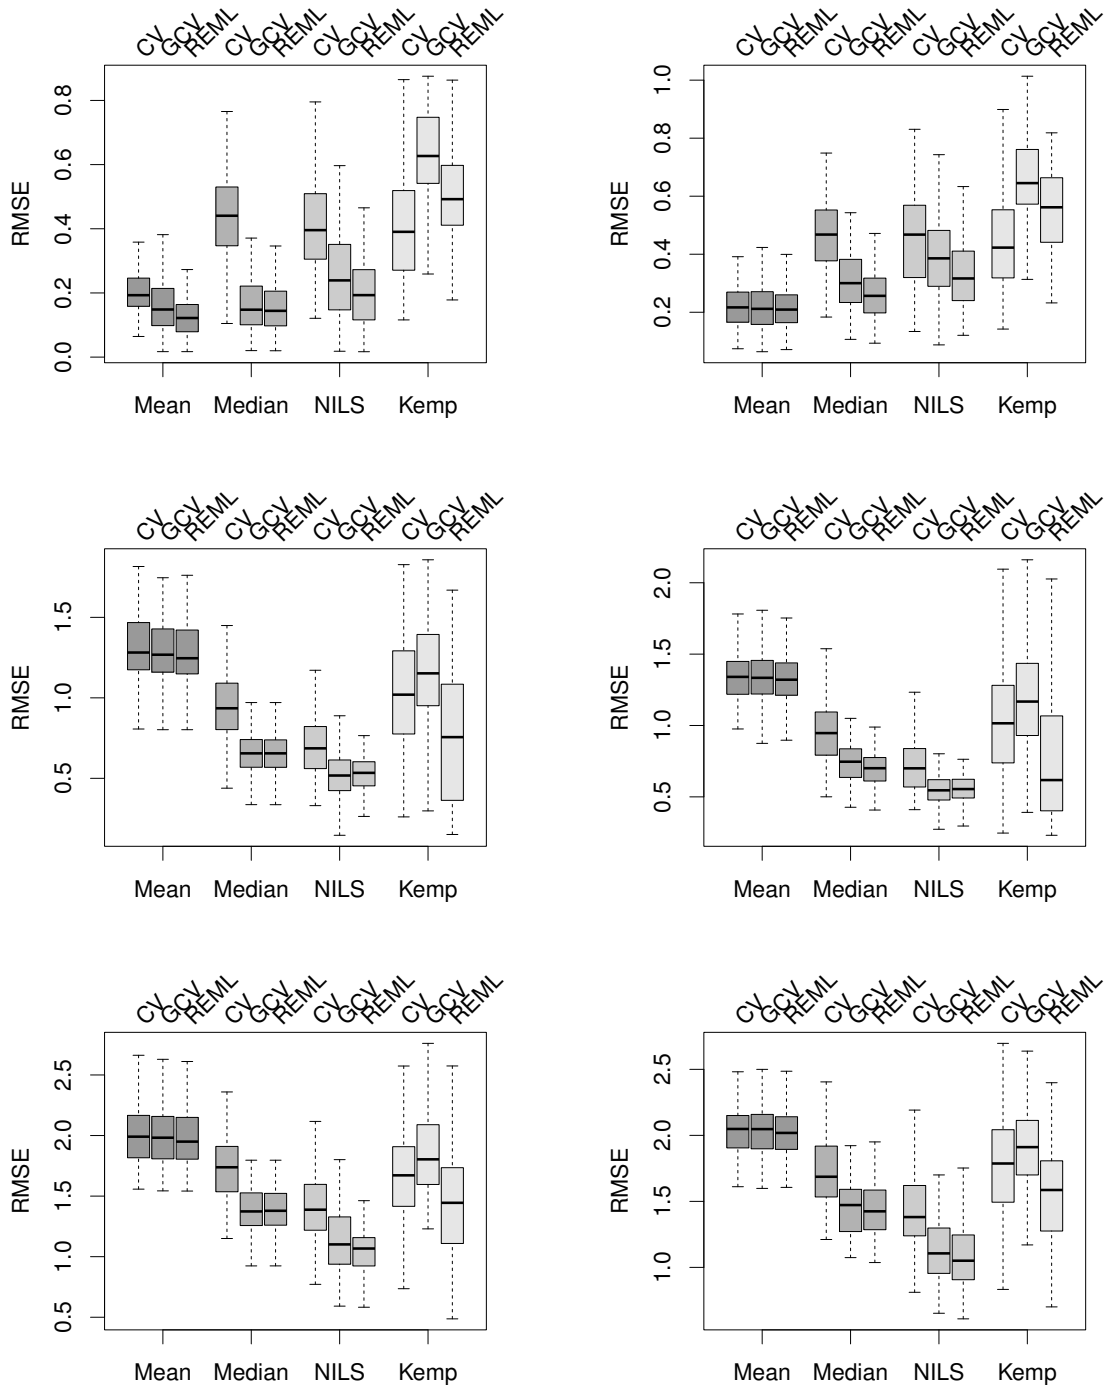 CV GCV REML CV GCV REML CV GCV REML CV GCV REML
RMSE
0.8
0.6
0.4
0.2
0.0
Mean Median NILS Kemp
CV GCV REML CV GCV REML CV GCV REML CV GCV REML
RMSE
1.0
0.8
0.6
0.4
0.2
Mean Median NILS Kemp
CV GCV REML CV GCV REML CV GCV REML CV GCV REML
RMSE
1.5
1.0
0.5
Mean Median NILS Kemp
CV GCV REML CV GCV REML CV GCV REML CV GCV REML
RMSE
2.0
1.5
1.0
0.5
Mean Median NILS Kemp
CV GCV REML CV GCV REML CV GCV REML CV GCV REML
RMSE
2.5
2.0
1.5
1.0
0.5
Mean Median NILS Kemp
CV GCV REML CV GCV REML CV GCV REML CV GCV REML
RMSE
2.5
2.0
1.5
1.0
Mean Median NILS Kemp